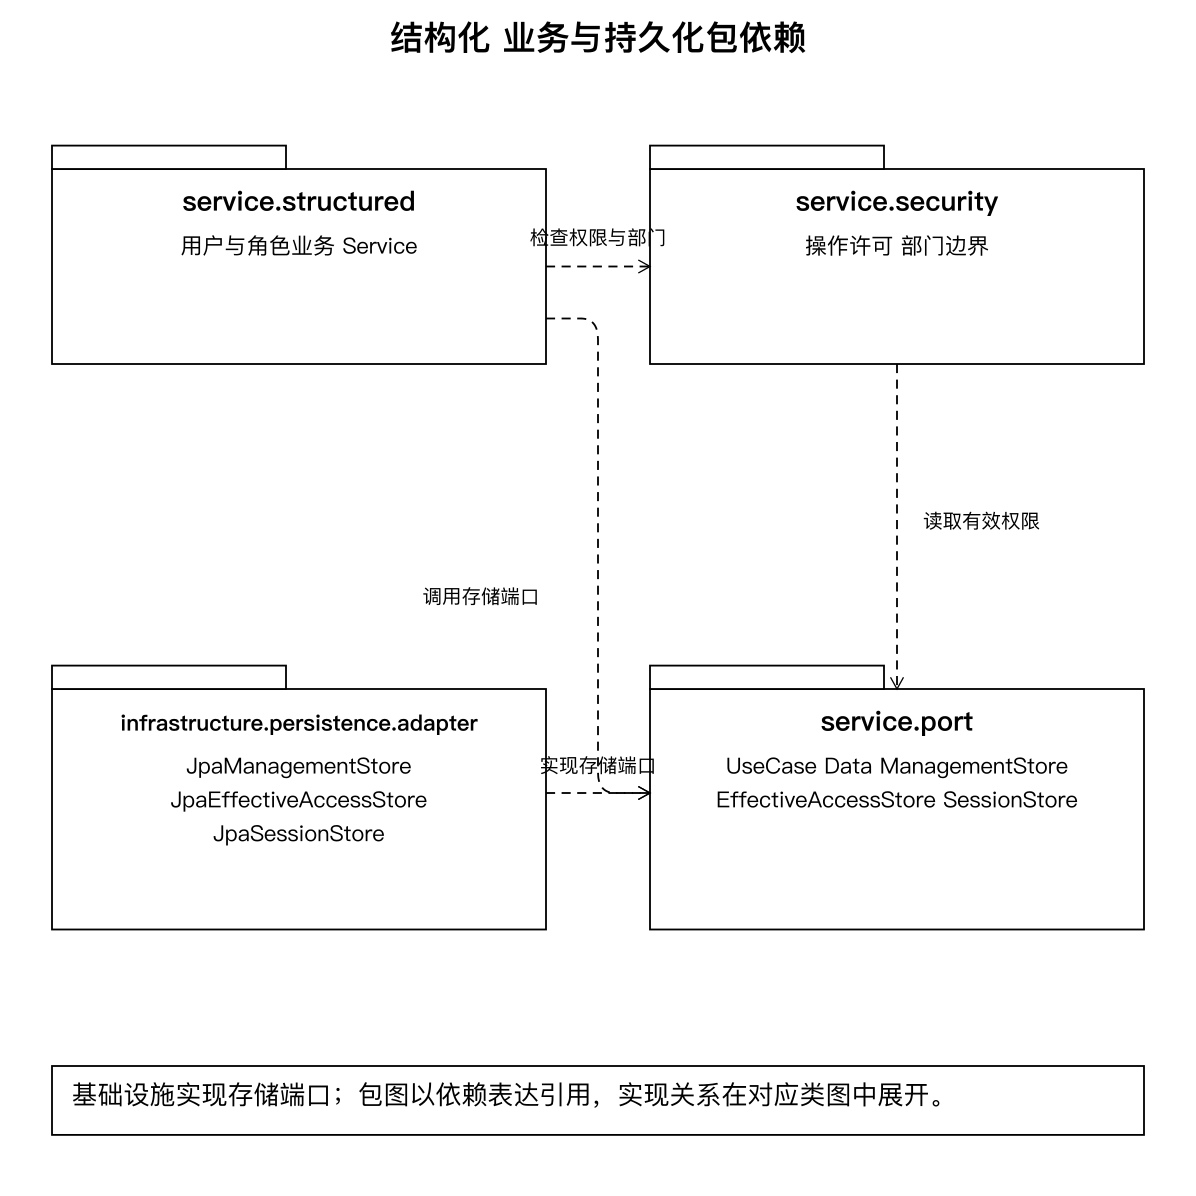 结构化 业务与持久化包依赖
service.structured
用户与角色业务 Service
检查权限与部门
service.security
操作许可 部门边界
读取有效权限
调用存储端口
infrastructure.persistence.adapter
JpaManagementStore
JpaEffectiveAccessStore
JpaSessionStore
实现存储端口
service.port
UseCase Data ManagementStore
EffectiveAccessStore SessionStore
基础设施实现存储端口；包图以依赖表达引用，实现关系在对应类图中展开。